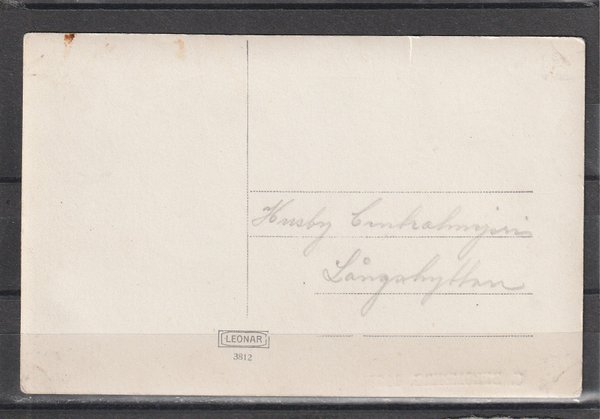 Husby Centralmejeri
Långshyttan
LEONAR
3812